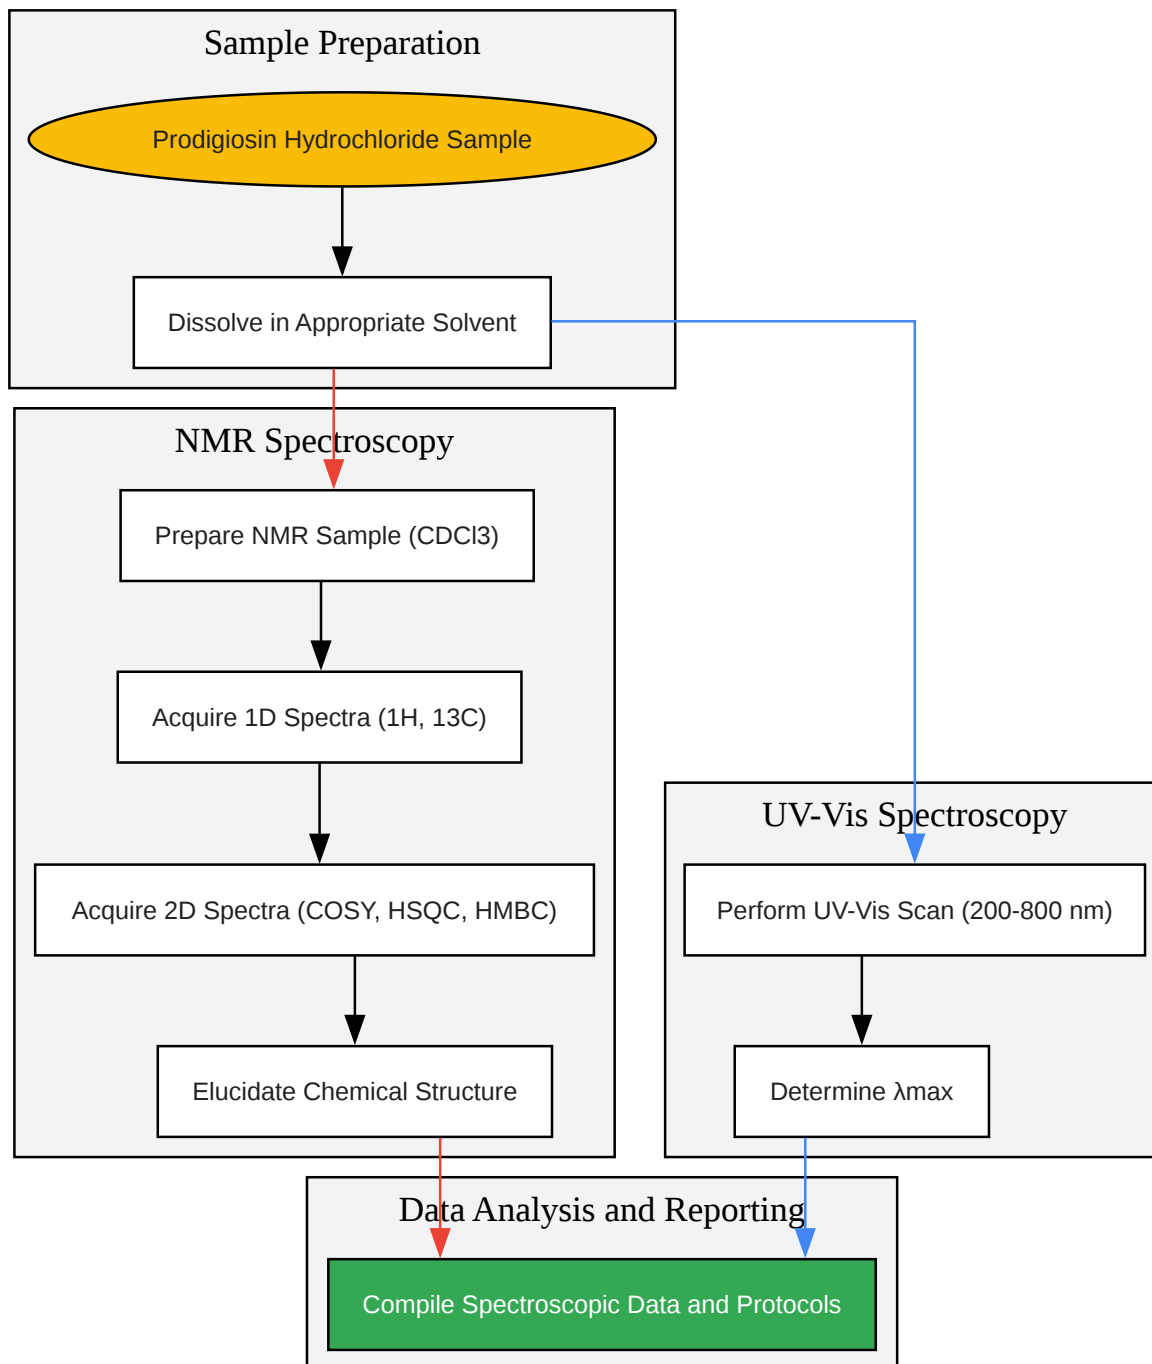 Sample Preparation
Prodigiosin Hydrochloride Sample
Dissolve in Appropriate Solvent
NMR Spectroscopy
Prepare NMR Sample (CDCl3)
Acquire 1D Spectra (1H, 13C)
Acquire 2D Spectra (COSY, HSQC, HMBC)
Elucidate Chemical Structure
UV-Vis Spectroscopy
Perform UV-Vis Scan (200-800 nm)
Determine λmax
Data Analysis and Reporting
Compile Spectroscopic Data and Protocols